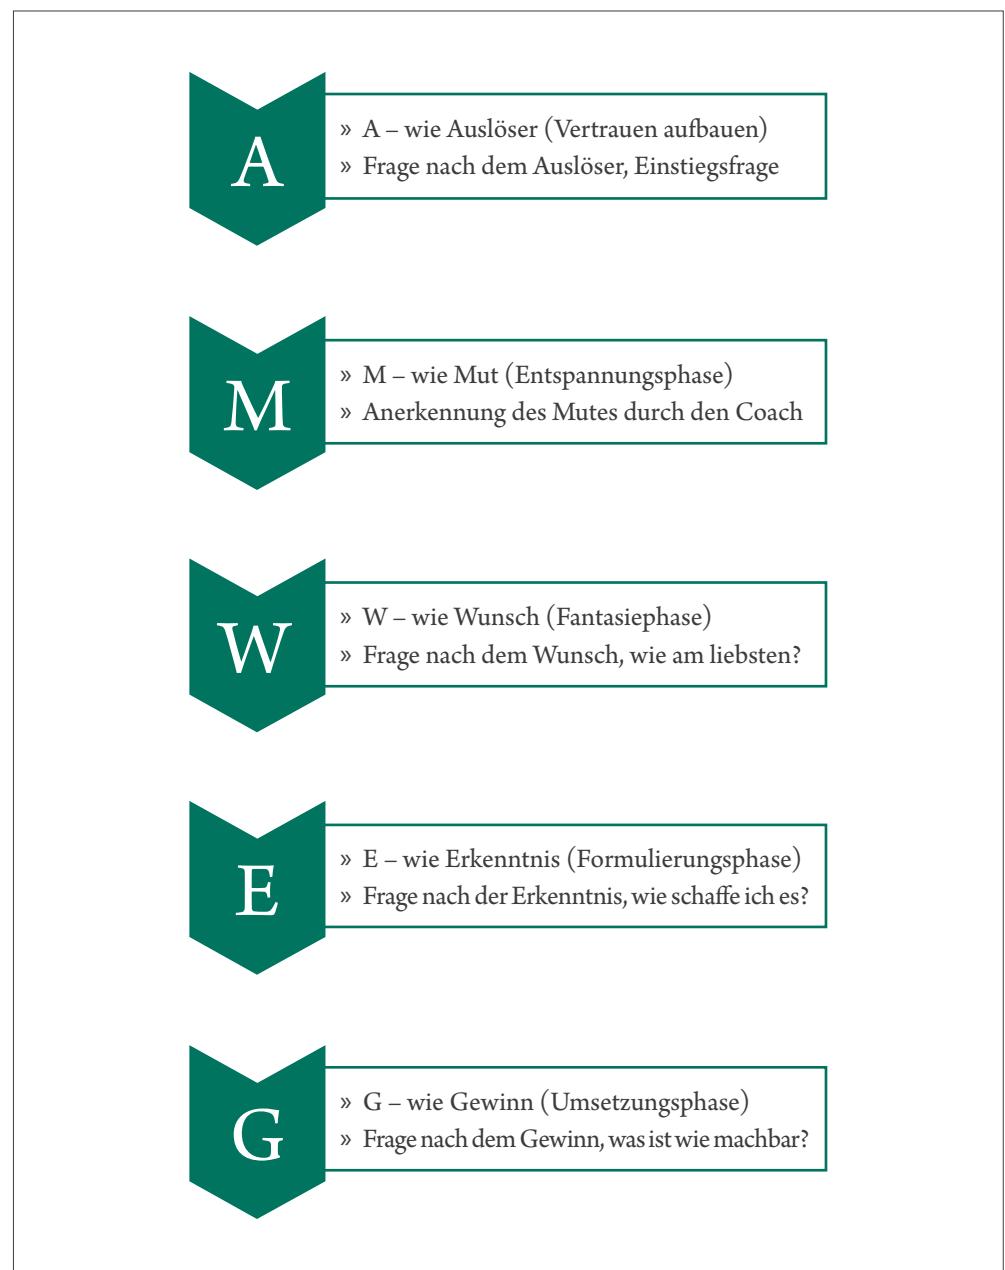 A
» A – wie Auslöser (Vertrauen aufbauen)
» Frage nach dem Auslöser, Einstiegsfrage
M
» M – wie Mut (Entspannungsphase)
» Anerkennung des Mutes durch den Coach
W
» W – wie Wunsch (Fantasiephase)
» Frage nach dem Wunsch, wie am liebsten?
E
» E – wie Erkenntnis (Formulierungsphase)
» Frage nach der Erkenntnis, wie schaffe ich es?
G
» G – wie Gewinn (Umsetzungsphase)
» Frage nach dem Gewinn, was ist wie machbar?